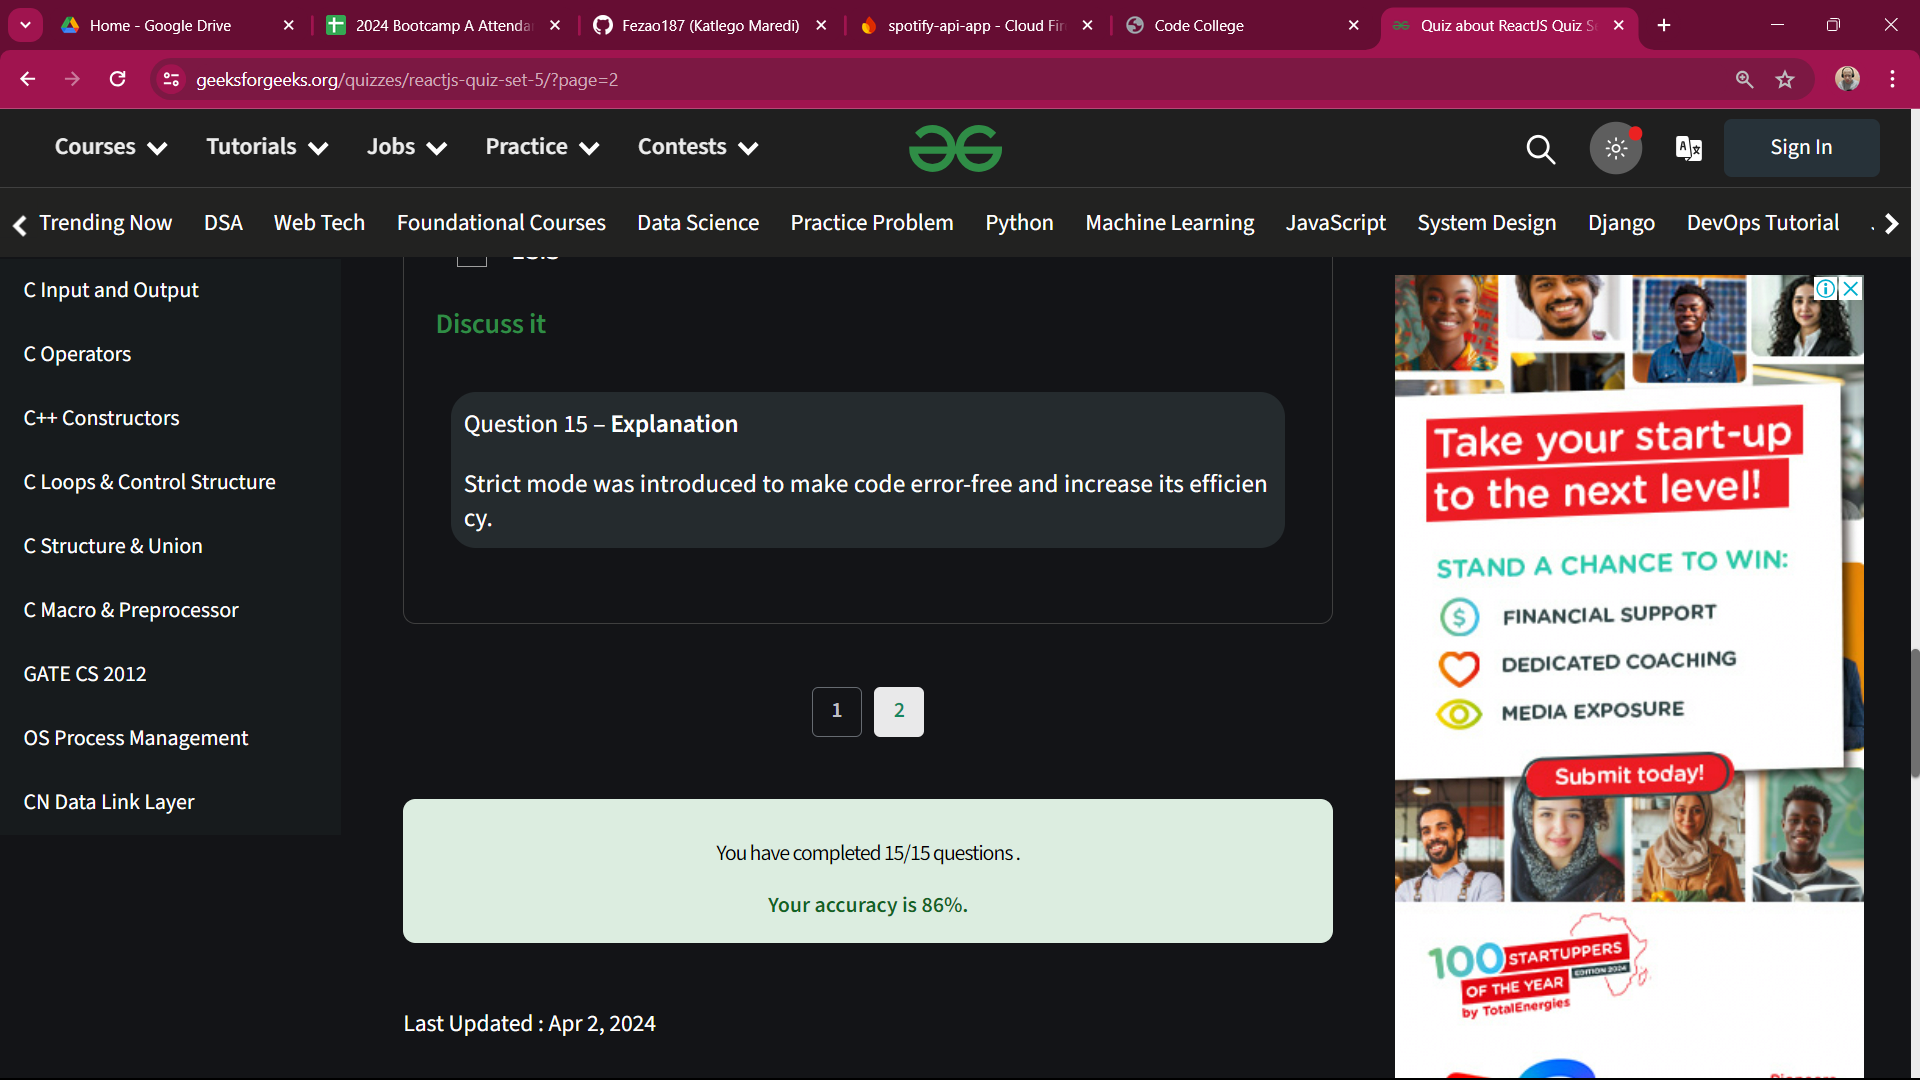 Home - Google Drive
2024 Bootcamp A Attenda
Fezao187 (Katlego Maredi)
spotify-api-app - Cloud Fir
Code College
Quiz about ReactJS Quiz S
geeksforgeeks.org/quizzes/reactjs-quiz-set-5/?page=2
Courses
Tutorials
Jobs
Practice
Contests
Sign In
Trending Now
DSA
Web Tech
Foundational Courses
Data Science
Practice Problem
Python
Machine Learning
JavaScript
System Design
Django
DevOps Tutorial
C Input and Output
C Operators
C++ Constructors
C Loops & Control Structure
C Structure & Union
C Macro & Preprocessor
GATE CS 2012
OS Process Management
CN Data Link Layer
Discuss it
Question 15 – Explanation
Strict mode was introduced to make code error-free and increase its efficien
cy.
1
2
You have completed 15/15 questions .
Your accuracy is 86%.
Last Updated : Apr 2, 2024
Take your start-up
to the next level!
STAND A CHANCE TO WIN:
FINANCIAL SUPPORT
DEDICATED COACHING
MEDIA EXPOSURE
Submit today!
100 STARTUPPERS
EDITION 2024
OF THE YEAR
by TotalEnergies